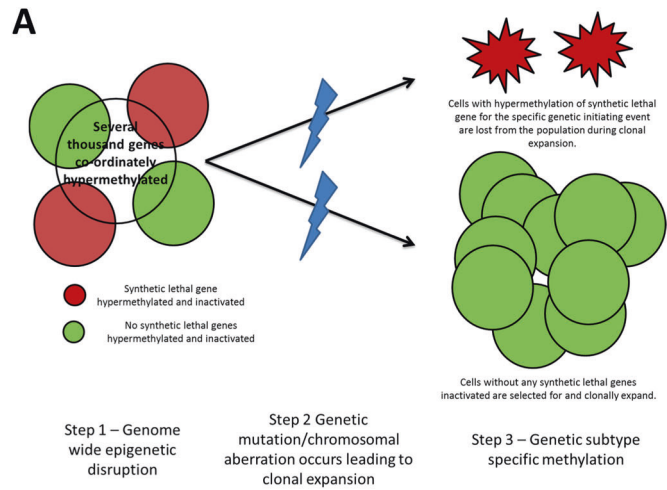 A
Several
thousand genes
co-ordinately
hypermethylated
Cells with hypermethylation of synthetic lethal
gene for the specific genetic initiating event
are lost from the population during clonal
expansion.
Synthetic lethal gene
hypermethylated and inactivated
No synthetic lethal genes
hypermethylated and inactivated
Cells without any synthetic lethal genes
inactivated are selected for and clonally expand.
Step 1 – Genome
wide epigenetic
disruption
Step 2 Genetic
mutation/chromosomal
aberration occurs leading to
clonal expansion
Step 3 – Genetic subtype
specific methylation